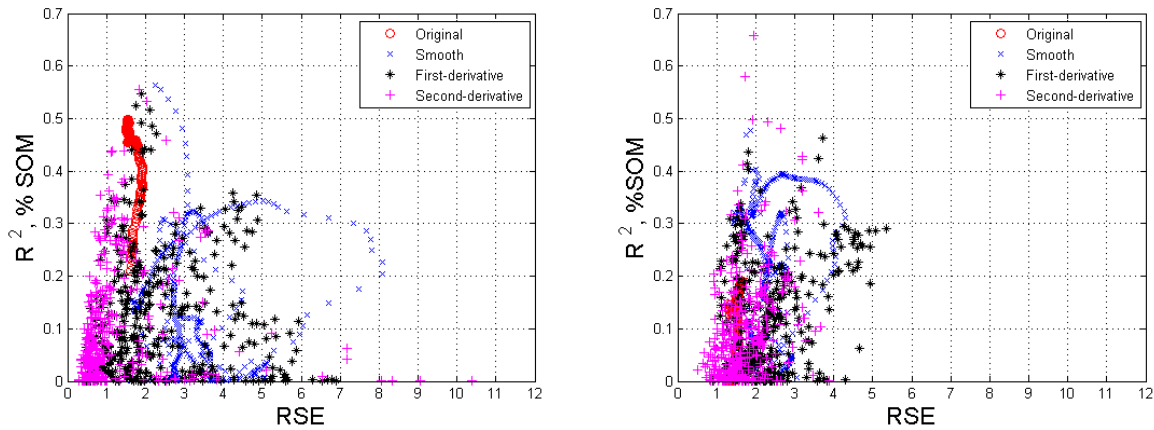 0.7
0.6
0.5
0.4
0.3
0.2
0.1
0
R 2, % SOM
0 1 2 3 4 5 6 7 8 9 10 11 12
RSE
Original
Smooth
First-derivative
Second-derivative
0.7
0.6
0.5
0.4
0.3
0.2
0.1
0
R 2, %SOM
0 1 2 3 4 5 6 7 8 9 10 11 12
RSE
Original
Smooth
First-derivative
Second-derivative